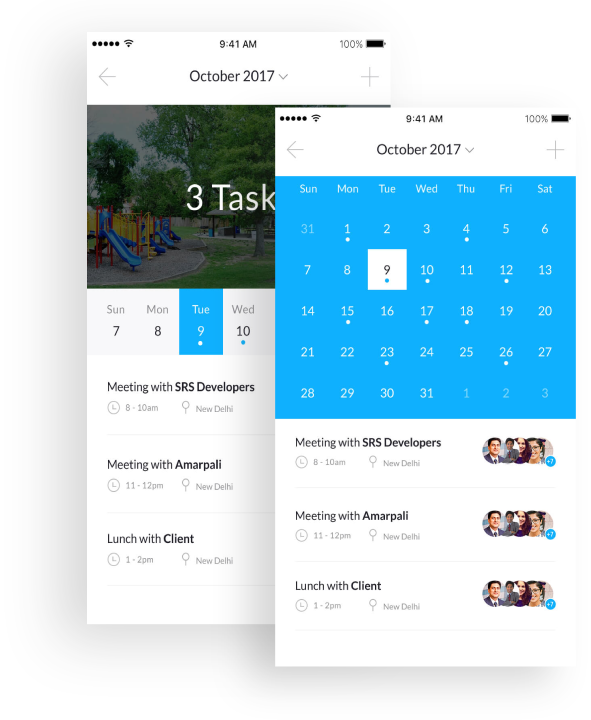 9:41 AM
100%
October 2017
3 Task
Sun Mon Tue Wed
7 8 9 10
Meeting with SRS Developers
8 - 10am New Delhi
Meeting with Amarpali
11 - 12pm New Delhi
Lunch with Client
1 - 2pm New Delhi
9:41 AM
100%
October 2017
Sun Mon Tue Wed Thu Fri Sat
31 1 2 3 4 5 6
7 8 9 10 11 12 13
14 15 16 17 18 19 20
21 22 23 24 25 26 27
28 29 30 31 1 2 3
Meeting with SRS Developers
8 - 10am New Delhi
+7
Meeting with Amarpali
11 - 12pm New Delhi
+7
Lunch with Client
1 - 2pm New Delhi
+7